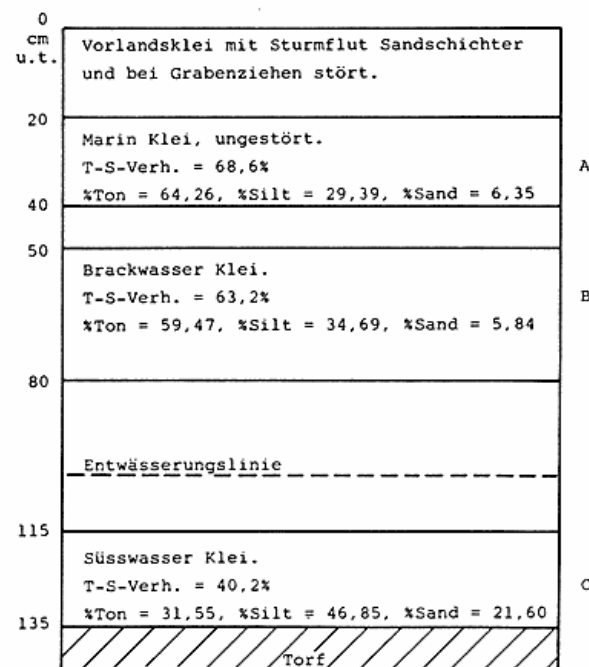 0
cm
u.t.
Vorlandsklei mit Sturmflut Sandschichter
und bei Grabenziehen stört.
20
Marin Klei, ungestört.
T-S-Verh. = 68,6%
A
%Ton = 64,26, %Silt = 29,39, %Sand = 6,35
40
50
Brackwasser Klei.
T-S-Verh. = 63,2%
B
%Ton = 59,47, %Silt = 34,69, %Sand = 5,84
80
Entwässerungslinie
115
Süsswasser Klei.
T-S-Verh. = 40,2%
C
%Ton = 31,55, %Silt = 46,85, %Sand = 21,60
135
Torf